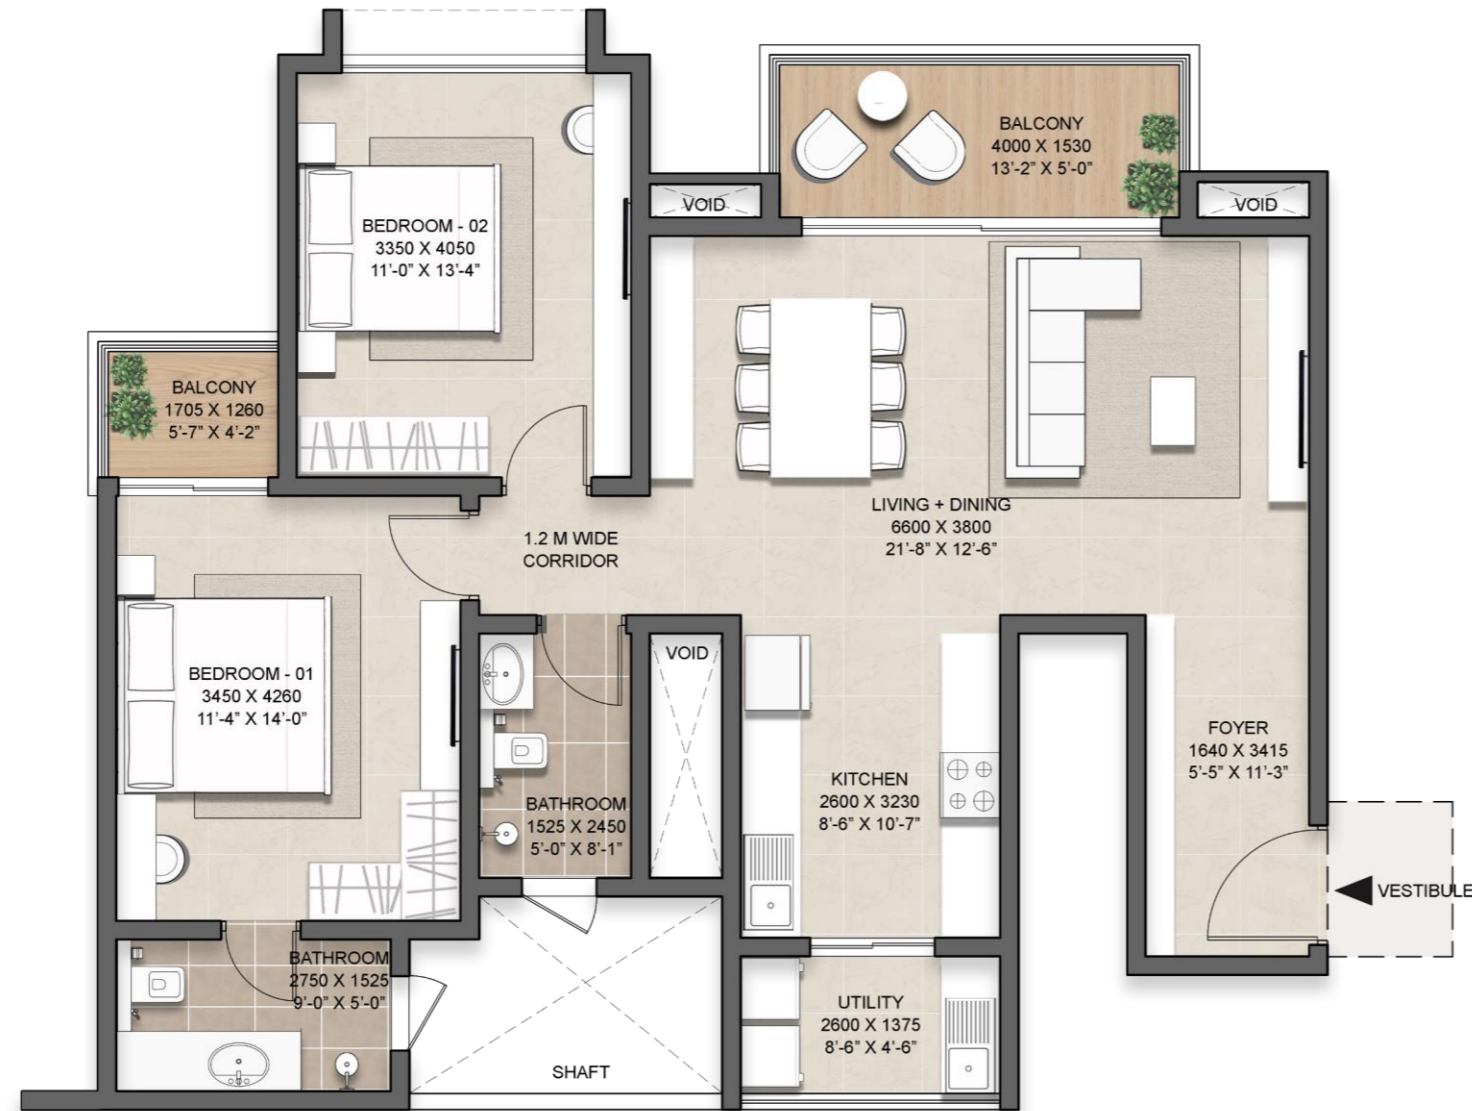 BALCONY
4000 X 1530
13'-2" X 5'-0"
VOID
VOID
BEDROOM - 02
3350 X 4050
11'-0" X 13'-4"
BALCONY
1705 X 1260
5'-7" X 4'-2"
LIVING + DINING
6600 X 3800
21'-8" X 12'-6"
1.2 M WIDE
CORRIDOR
BEDROOM - 01
3450 X 4260
11'-4" X 14'-0"
VOID
FOYER
1640 X 3415
5'-5" X 11'-3"
KITCHEN
2600 X 3230
8'-6" X 10'-7"
BATHROOM
1525 X 2450
5'-0" X 8'-1"
VESTIBULE
BATHROOM
2750 X 1525
9'-0" X 5'-0"
UTILITY
2600 X 1375
8'-6" X 4'-6"
SHAFT